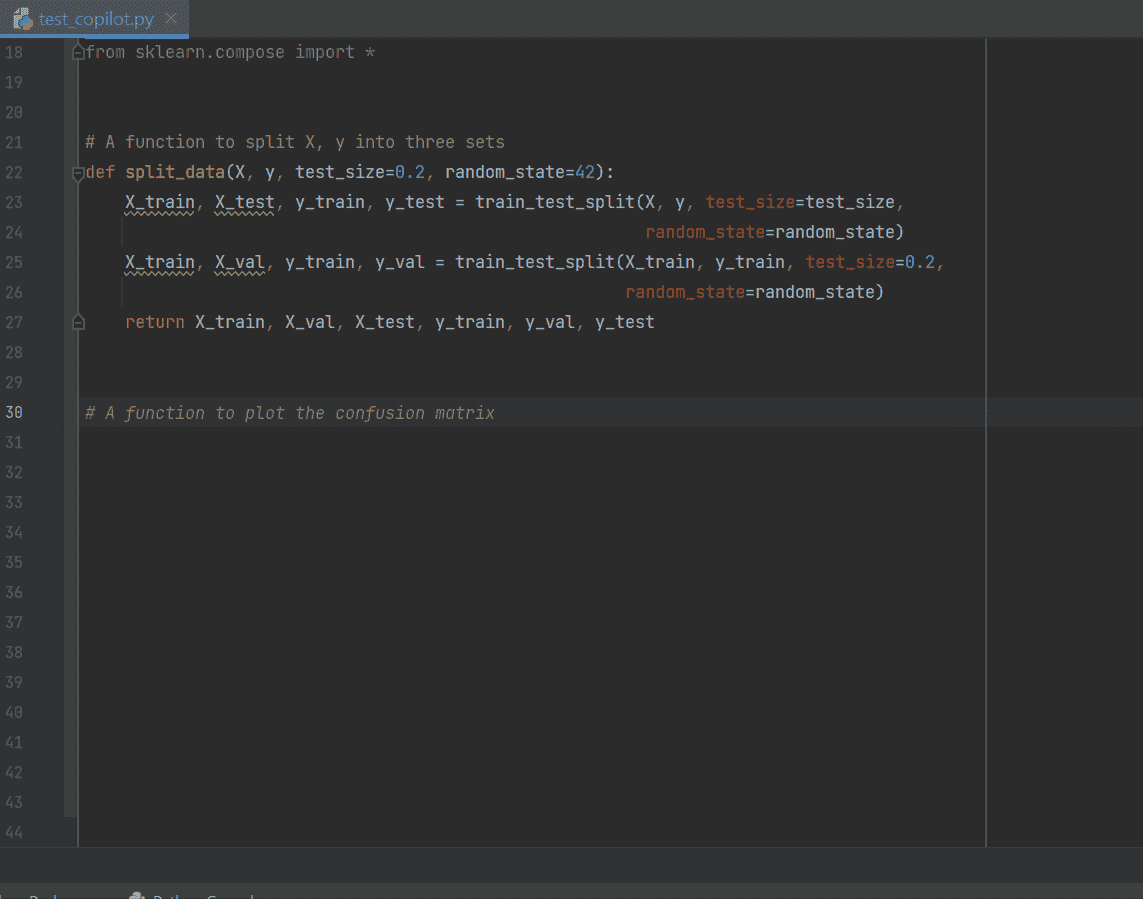 test_copilot.py
18 from sklearn.compose import *
19
20
21 # A function to split X, y into three sets
22 def split_data(X, y, test_size=0.2, random_state=42):
23 X_train, X_test, y_train, y_test = train_test_split(X, y, test_size=test_size,
24 random_state=random_state)
25 X_train, X_val, y_train, y_val = train_test_split(X_train, y_train, test_size=0.2,
26 random_state=random_state)
27 return X_train, X_val, X_test, y_train, y_val, y_test
28
29
30 # A function to plot the confusion matrix
31
32
33
34
35
36
37
38
39
40
41
42
43
44